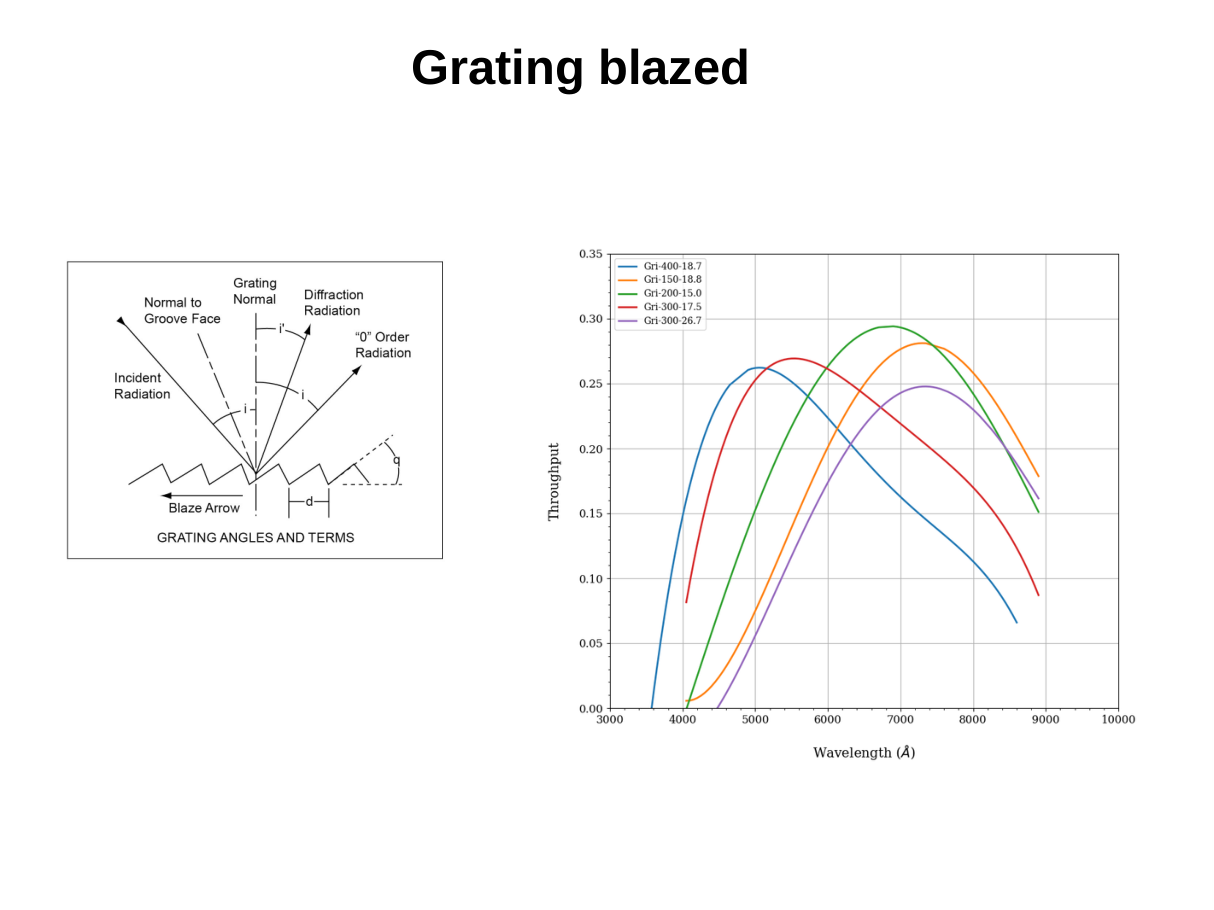 Grating blazed
Grating
Normal
Diffraction
Radiation
Normal to
Groove Face
i'
"0" Order
Radiation
Incident
Radiation
i
i
q
Blaze Arrow
d
GRATING ANGLES AND TERMS
0.35
0.30
0.25
0.20
0.15
0.10
0.05
0.00
Throughput
Gri-400-18.7
Gri-150-18.8
Gri-200-15.0
Gri-300-17.5
Gri-300-26.7
3000 4000 5000 6000 7000 8000 9000 10000
Wavelength (Å)